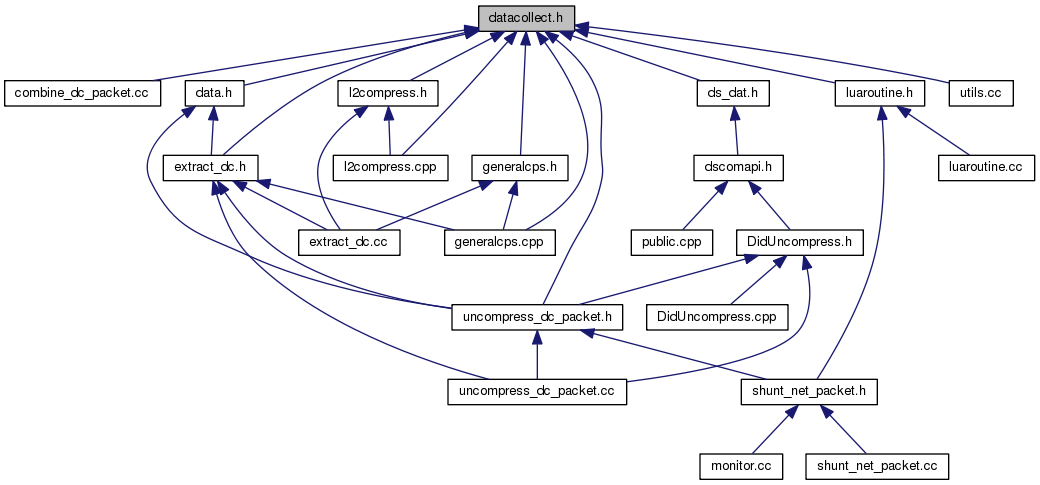 datacollect.h
combine_dc_packet.cc
data.h
l2compress.h
ds_dat.h
luaroutine.h
utils.cc
extract_dc.h
l2compress.cpp
generalcps.h
dscomapi.h
luaroutine.cc
extract_dc.cc
generalcps.cpp
public.cpp
DidUncompress.h
uncompress_dc_packet.h
DidUncompress.cpp
uncompress_dc_packet.cc
shunt_net_packet.h
monitor.cc
shunt_net_packet.cc